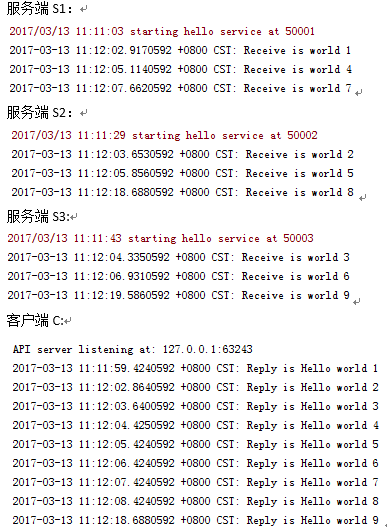 服务端 S1：
2017/03/13 11:11:03 starting hello service at 50001
2017-03-13 11:12:02.9170592 +0800 CST: Receive is world 1
2017-03-13 11:12:05.1140592 +0800 CST: Receive is world 4
2017-03-13 11:12:07.6620592 +0800 CST: Receive is world 7
服务端 S2：
2017/03/13 11:11:29 starting hello service at 50002
2017-03-13 11:12:03.6530592 +0800 CST: Receive is world 2
2017-03-13 11:12:05.8560592 +0800 CST: Receive is world 5
2017-03-13 11:12:18.6880592 +0800 CST: Receive is world 8
服务端 S3:
2017/03/13 11:11:43 starting hello service at 50003
2017-03-13 11:12:04.3350592 +0800 CST: Receive is world 3
2017-03-13 11:12:06.9310592 +0800 CST: Receive is world 6
2017-03-13 11:12:19.5860592 +0800 CST: Receive is world 9
客户端 C:
API server listening at: 127.0.0.1:63243
2017-03-13 11:11:59.4240592 +0800 CST: Reply is Hello world 1
2017-03-13 11:12:02.8640592 +0800 CST: Reply is Hello world 2
2017-03-13 11:12:03.6400592 +0800 CST: Reply is Hello world 3
2017-03-13 11:12:04.4250592 +0800 CST: Reply is Hello world 4
2017-03-13 11:12:05.4240592 +0800 CST: Reply is Hello world 5
2017-03-13 11:12:06.4240592 +0800 CST: Reply is Hello world 6
2017-03-13 11:12:07.4240592 +0800 CST: Reply is Hello world 7
2017-03-13 11:12:08.4240592 +0800 CST: Reply is Hello world 8
2017-03-13 11:12:18.6880592 +0800 CST: Reply is Hello world 9